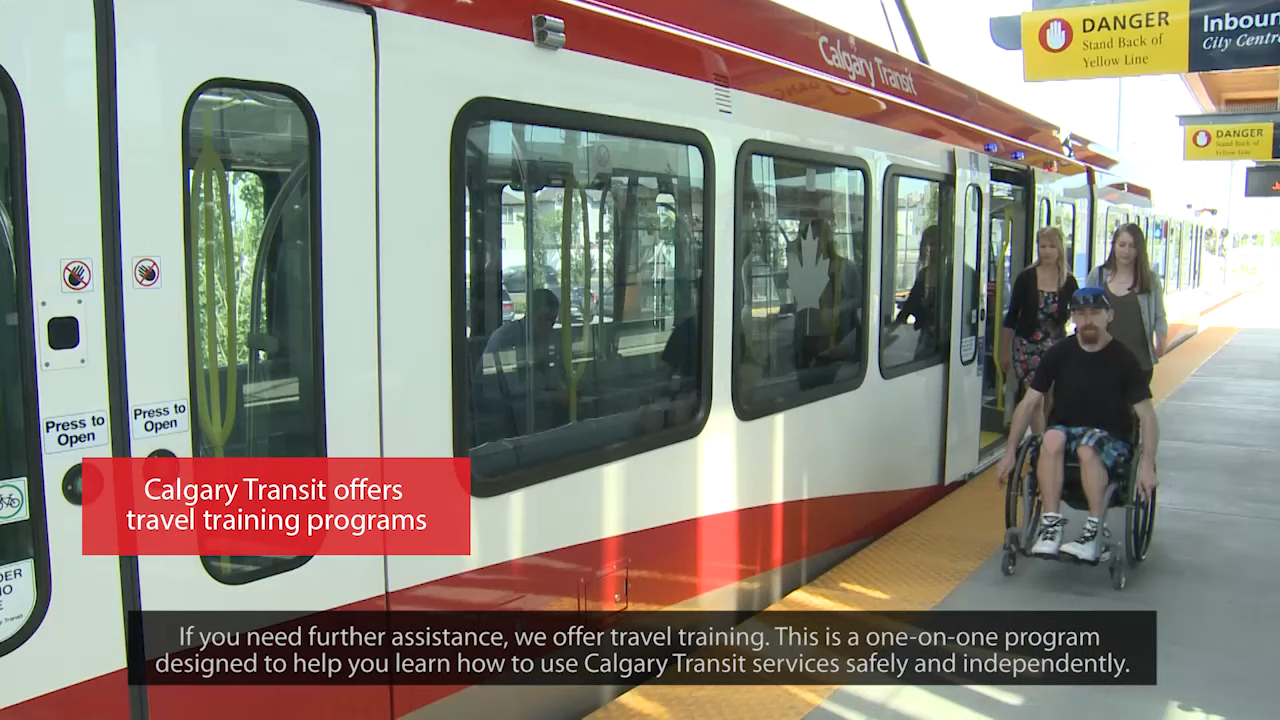 DANGER
Stand Back of
Yellow Line
City Centr
Calgary Transit
DANGER
Stand Back of
Yellow Line
Press to
Open
Press to
Open
Calgary Transit offers
travel training programs
If you need further assistance, we offer travel training. This is a one-on-one program
designed to help you learn how to use Calgary Transit services safely and independently.